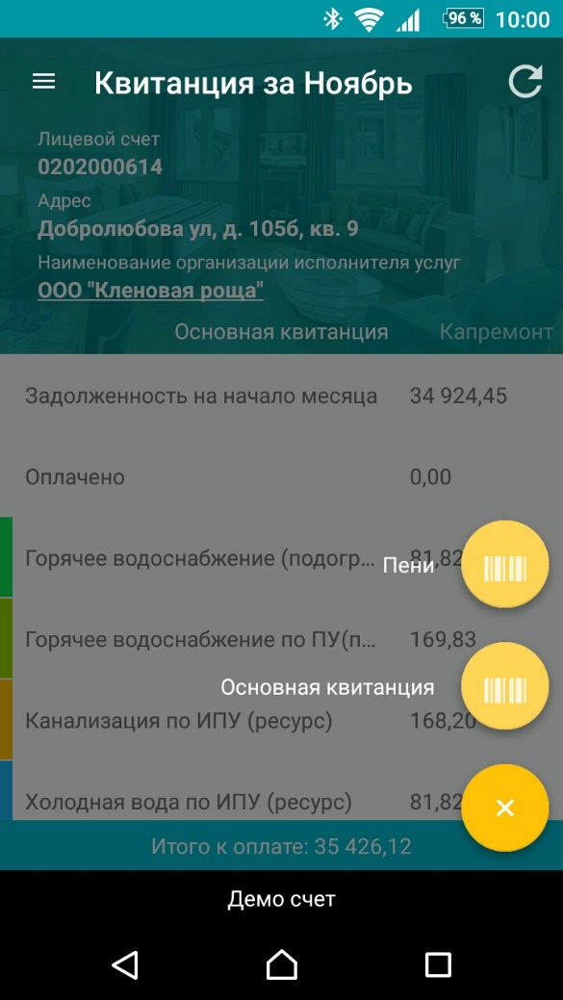 96 % 10:00
Квитанция за Ноябрь
Лицевой счет
0202000614
Адрес
Добролюбова ул, д. 105б, кв. 9
Наименование организации исполнителя услуг
ООО "Кленовая роща"
Основная квитанция Капремонт
Задолженность на начало месяца 34 924,45
Оплачено 0,00
Горячее водоснабжение (подогр... 81,82
Пени
Горячее водоснабжение по ПУ(п... 169,83
Основная квитанция
Канализация по ИПУ (ресурс) 168,20
Холодная вода по ИПУ (ресурс) 81,82
Итого к оплате: 35 426,12
Демо счет